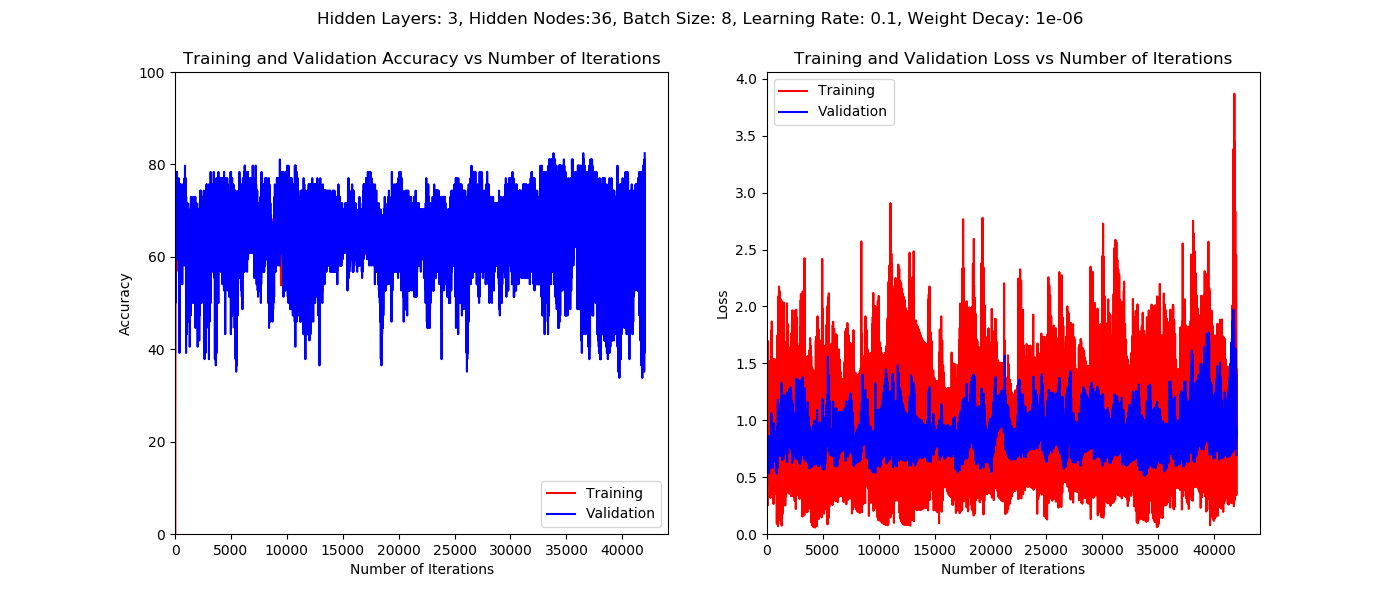 Hidden Layers: 3, Hidden Nodes:36, Batch Size: 8, Learning Rate: 0.1, Weight Decay: 1e-06
Training and Validation Accuracy vs Number of Iterations
100
80
60
40
20
0
Accuracy
0 5000 10000 15000 20000 25000 30000 35000 40000
Number of Iterations
Training
Validation
Training and Validation Loss vs Number of Iterations
Training
Validation
4.0
3.5
3.0
2.5
2.0
1.5
1.0
0.5
0.0
Loss
0 5000 10000 15000 20000 25000 30000 35000 40000
Number of Iterations